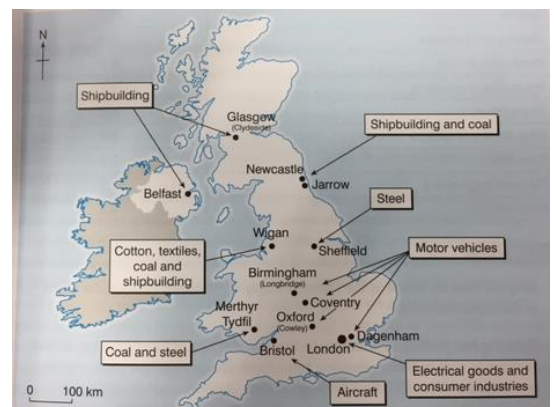 N
Shipbuilding
Glasgow
(Clydeside)
Shipbuilding and coal
Newcastle
Jarrow
Belfast
Steel
Wigan
Sheffield
Cotton, textiles,
coal and
shipbuilding
Motor vehicles
Birmingham
(Longbridge)
Coventry
Merthyr
Tydfil
Oxford
(Cowley)
Dagenham
London
Coal and steel
Bristol
Electrical goods and
consumer industries
Aircraft
0 100 km